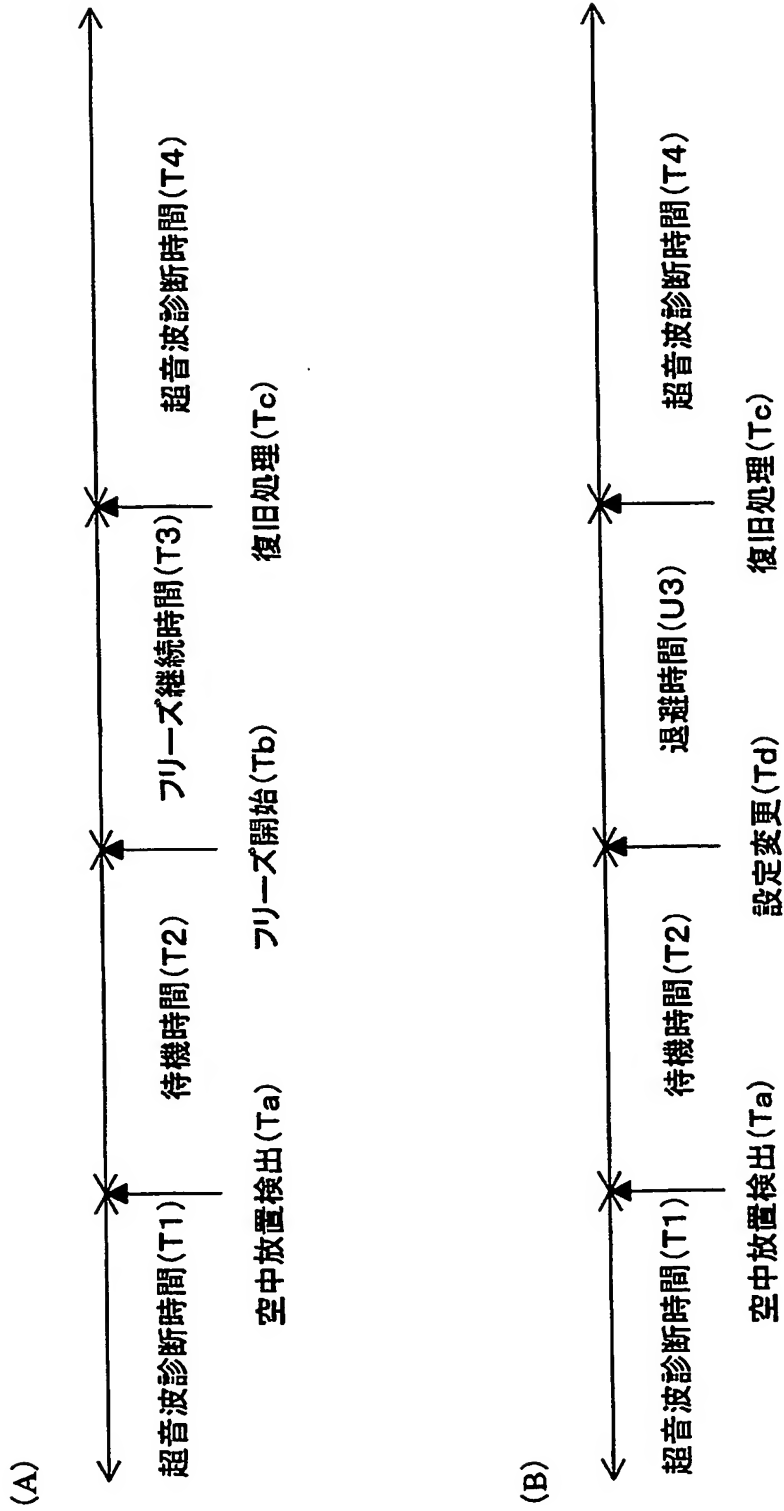 (A)
超音波診断時間(T1)
待機時間(T2)
フリーズ継続時間(T3)
超音波診断時間(T4)
空中放置検出(Ta)
フリーズ開始(Tb)
復旧処理(Tc)
(B)
超音波診断時間(T1)
待機時間(T2)
退避時間(U3)
超音波診断時間(T4)
空中放置検出(Ta)
設定変更(Td)
復旧処理(Tc)